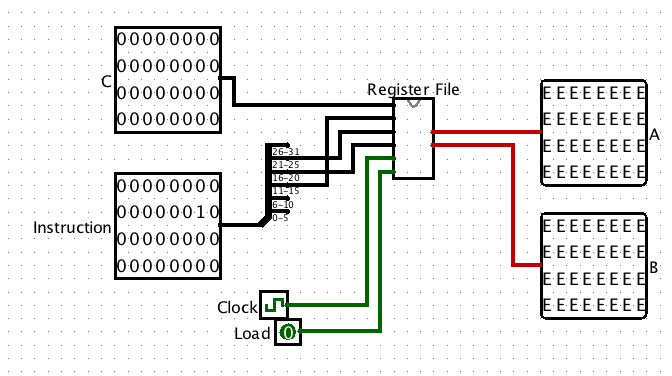 00000000
00000000
00000000
00000000
C
Register File
EEEEEEEE
EEEEEEEE
EEEEEEEE
EEEEEEEE
A
26-31
21-25
16-20
11-15
6-10
0-5
00000000
00000010
00000000
00000000
Instruction
EEEEEEEE
EEEEEEEE
EEEEEEEE
EEEEEEEE
B
Clock
Load
0